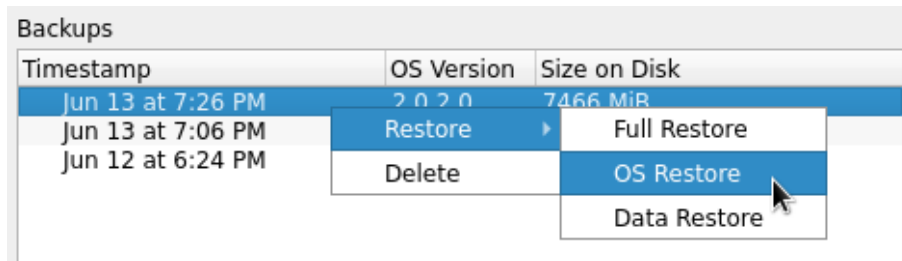 Backups
Timestamp OS Version Size on Disk
Jun 13 at 7:26 PM 2.0.2.0 7466 MiB
Jun 13 at 7:06 PM
Jun 12 at 6:24 PM
Restore
Delete
Full Restore
OS Restore
Data Restore